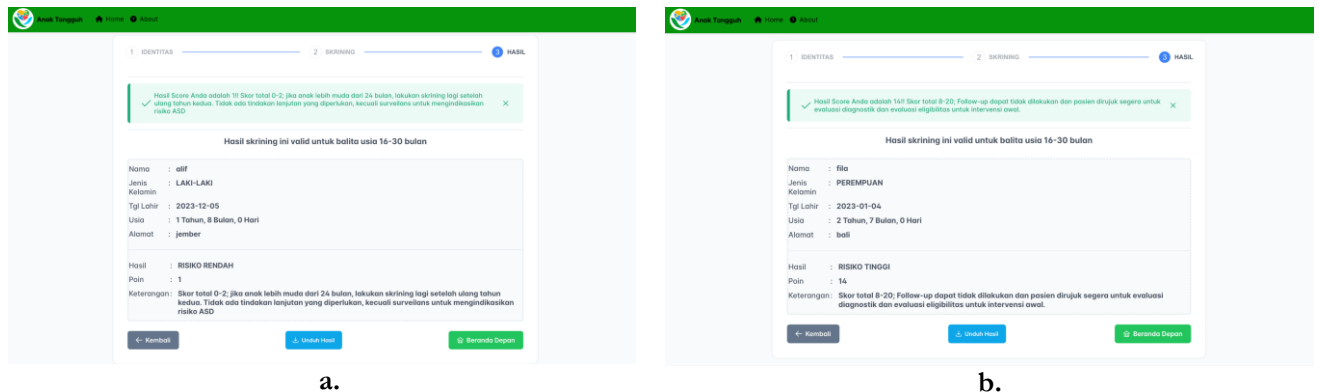 Anak Tangguh Home About
1 IDENTITAS 2 SKRINING 3 HASIL
Hasil Score Anda adalah 1!! Skor total 0-2; jika anak lebih muda dari 24 bulan, lakukan skrining lagi setelah
ulang tahun kedua. Tidak ada tindakan lanjutan yang diperlukan, kecuali surveilans untuk mengindikasikan
risiko ASD
Hasil skrining ini valid untuk balita usia 16-30 bulan
Nama : alif
Jenis : LAKI-LAKI
Kelamin
Tgl Lahir : 2023-12-05
Usia : 1 Tahun, 8 Bulan, 0 Hari
Alamat : jember
Hasil : RISIKO RENDAH
Poin : 1
Keterangan : Skor total 0-2; jika anak lebih muda dari 24 bulan, lakukan skrining lagi setelah ulang tahun
kedua. Tidak ada tindakan lanjutan yang diperlukan, kecuali surveilans untuk mengindikasikan
risiko ASD
← Kembali Unduh Hasil Beranda Depan
a.
Anak Tangguh Home About
1 IDENTITAS 2 SKRINING 3 HASIL
Hasil Score Anda adalah 14!! Skor total 8-20; Follow-up dapat tidak dilakukan dan pasien dirujuk segera untuk
evaluasi diagnostik dan evaluasi eligibilitas untuk intervensi awal.
Hasil skrining ini valid untuk balita usia 16-30 bulan
Nama : fila
Jenis : PEREMPUAN
Kelamin
Tgl Lahir : 2023-01-04
Usia : 2 Tahun, 7 Bulan, 0 Hari
Alamat : bali
Hasil : RISIKO TINGGI
Poin : 14
Keterangan : Skor total 8-20; Follow-up dapat tidak dilakukan dan pasien dirujuk segera untuk evaluasi
diagnostik dan evaluasi eligibilitas untuk intervensi awal.
← Kembali Unduh Hasil Beranda Depan
b.